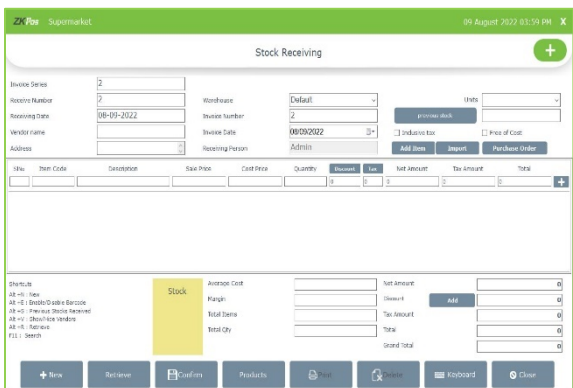 ZKPos Supermarket 09 August 2022 03:59 PM X
Stock Receiving
+
Invoice Series 2
Receive Number 2 Warehouse Default Units
Receiving Date 08-09-2022 Invoice Number 2 previous stock
Vendor name Invoice Date 08/09/2022 Inclusive tax Free of Cost
Address Receiving Person Admin Add Item Import Purchase Order
Item Code Description Sale Price Cost Price Quantity Discount Tax Net Amount Tax Amount Total
0 0 0 0 0 +
Shortcuts
Alt +N : New
Alt +E : Enable/Disable Barcode
Alt +G : Previous Stocks Received
Alt +V : Show/Hide Vendors
Alt +R : Retrieve
F11 : Search
Stock
Average Cost Net Amount 0
Margin Discount Add 0
Total Items Tax Amount 0
Total Qty Total 0
Grand Total 0
+ New Retrieve Confirm Products Print Delete Keyboard Close